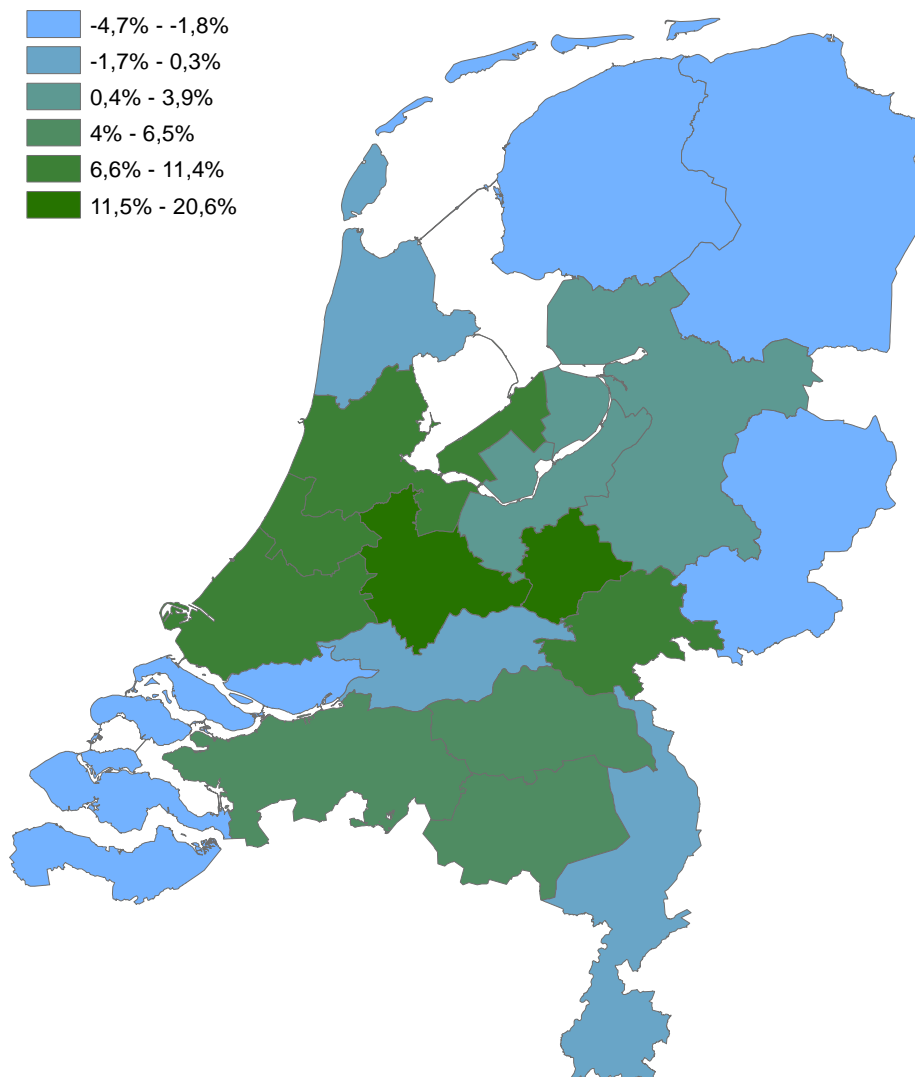 -4,7% - -1,8%
-1,7% - 0,3%
0,4% - 3,9%
4% - 6,5%
6,6% - 11,4%
11,5% - 20,6%